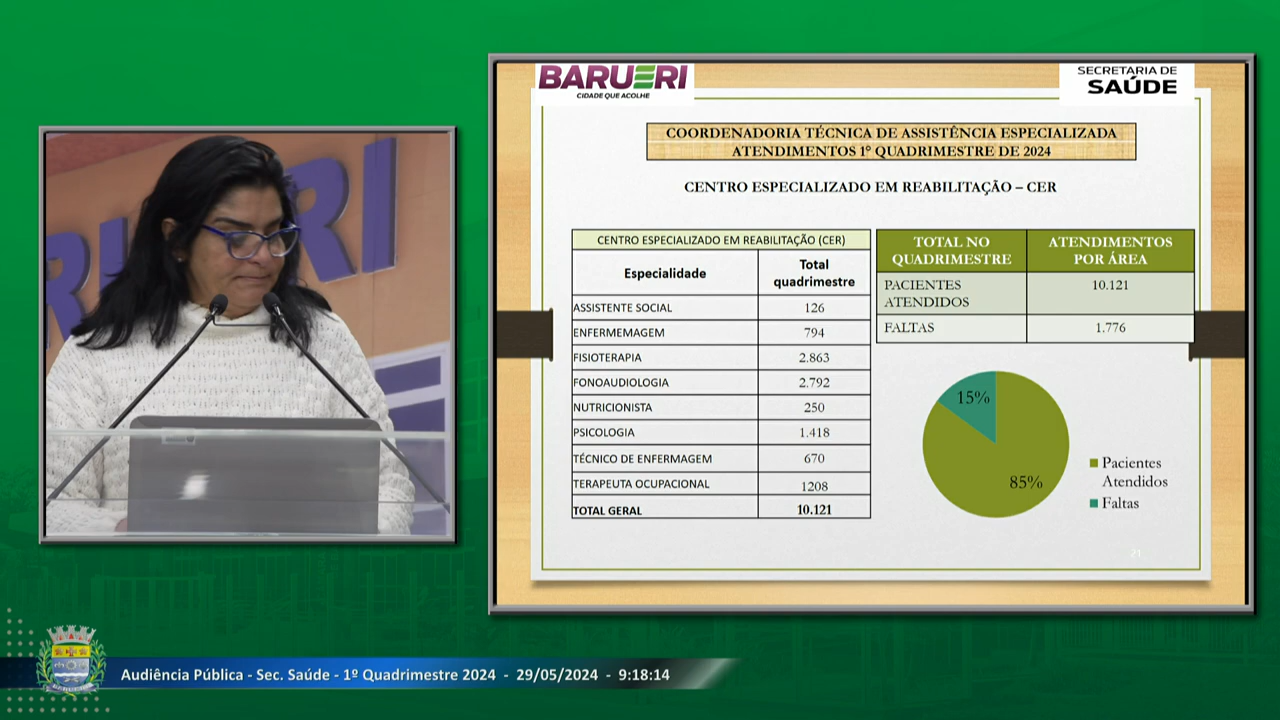 BARUERI
CIDADE QUE ACOLHE
SECRETARIA DE
SAÚDE
COORDENADORIA TÉCNICA DE ASSISTÊNCIA ESPECIALIZADA
ATENDIMENTOS 1º QUADRIMESTRE DE 2024
CENTRO ESPECIALIZADO EM REABILITAÇÃO – CER
CENTRO ESPECIALIZADO EM REABILITAÇÃO (CER)
Especialidade Total quadrimestre
ASSISTENTE SOCIAL 126
ENFERMEMAGEM 794
FISIOTERAPIA 2.863
FONOAUDIOLOGIA 2.792
NUTRICIONISTA 250
PSICOLOGIA 1.418
TÉCNICO DE ENFERMAGEM 670
TERAPEUTA OCUPACIONAL 1208
TOTAL GERAL 10.121
TOTAL NO QUADRIMESTRE ATENDIMENTOS POR ÁREA
PACIENTES ATENDIDOS 10.121
FALTAS 1.776
15%
85%
Pacientes
Atendidos
Faltas
21
RUERI
Audiência Pública - Sec. Saúde - 1º Quadrimestre 2024 - 29/05/2024 - 9:18:14